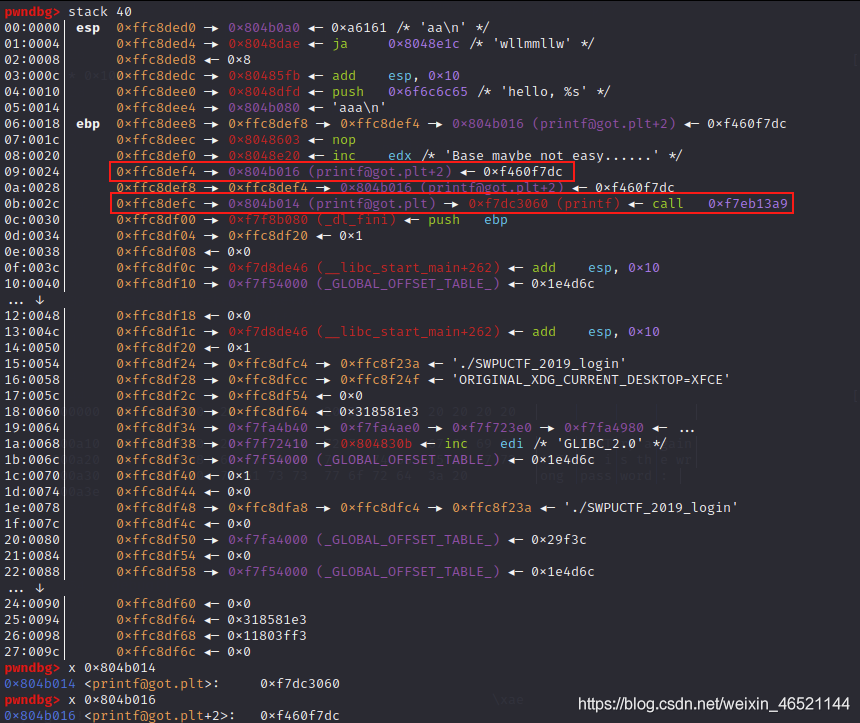 pwndbg> stack 40
00:0000│ esp 0×ffc8ded0 → 0×804b0a0 ← 0×a6161 /* 'aa\n' */
01:0004│ 0×ffc8ded4 → 0×8048dae ← ja 0×8048e1c /* 'wllmmllw' */
02:0008│ 0×ffc8ded8 ← 0×8
03:000c│ 0×ffc8dedc → 0×80485fb ← add esp, 0×10
04:0010│ 0×ffc8dee0 → 0×8048dfd ← push 0×6f6c6c65 /* 'hello, %s' */
05:0014│ 0×ffc8dee4 → 0×804b080 ← 'aaa\n'
06:0018│ ebp 0×ffc8dee8 → 0×ffc8def8 → 0×ffc8def4 → 0×804b016 (printf@got.plt+2) ← 0×f460f7dc
07:001c│ 0×ffc8deec → 0×8048603 ← nop
08:0020│ 0×ffc8def0 → 0×8048e20 ← inc edx /* 'Base maybe not easy......' */
09:0024│ 0×ffc8def4 → 0×804b016 (printf@got.plt+2) ← 0×f460f7dc
0a:0028│ 0×ffc8def8 → 0×ffc8def4 → 0×804b016 (printf@got.plt+2) ← 0×f460f7dc
0b:002c│ 0×ffc8defc → 0×804b014 (printf@got.plt) → 0×f7dc3060 (printf) ← call 0×f7eb13a9
0c:0030│ 0×ffc8df00 → 0×f7f8b080 (_dl_fini) ← push ebp
0d:0034│ 0×ffc8df04 → 0×ffc8df20 ← 0×1
0e:0038│ 0×ffc8df08 ← 0×0
0f:003c│ 0×ffc8df0c → 0×f7d8de46 (__libc_start_main+262) ← add esp, 0×10
10:0040│ 0×ffc8df10 → 0×f7f54000 (_GLOBAL_OFFSET_TABLE_) ← 0×1e4d6c
... ↓
12:0048│ 0×ffc8df18 ← 0×0
13:004c│ 0×ffc8df1c → 0×f7d8de46 (__libc_start_main+262) ← add esp, 0×10
14:0050│ 0×ffc8df20 ← 0×1
15:0054│ 0×ffc8df24 → 0×ffc8dfc4 → 0×ffc8f23a ← './SWPUCTF_2019_login'
16:0058│ 0×ffc8df28 → 0×ffc8dfcc → 0×ffc8f24f ← 'ORIGINAL_XDG_CURRENT_DESKTOP=XFCE'
17:005c│ 0×ffc8df2c → 0×ffc8df54 ← 0×0
18:0060│ 0×ffc8df30 → 0×ffc8df64 ← 0×318581e3
19:0064│ 0×ffc8df34 → 0×f7fa4b40 → 0×f7fa4ae0 → 0×f7f723e0 → 0×f7fa4980 ← ...
1a:0068│ 0×ffc8df38 → 0×f7f72410 → 0×804830b ← inc edi /* 'GLIBC_2.0' */
1b:006c│ 0×ffc8df3c → 0×f7f54000 (_GLOBAL_OFFSET_TABLE_) ← 0×1e4d6c
1c:0070│ 0×ffc8df40 ← 0×1
1d:0074│ 0×ffc8df44 ← 0×0
1e:0078│ 0×ffc8df48 → 0×ffc8dfa8 → 0×ffc8dfc4 → 0×ffc8f23a ← './SWPUCTF_2019_login'
1f:007c│ 0×ffc8df4c ← 0×0
20:0080│ 0×ffc8df50 → 0×f7fa4000 (_GLOBAL_OFFSET_TABLE_) ← 0×29f3c
21:0084│ 0×ffc8df54 ← 0×0
22:0088│ 0×ffc8df58 → 0×f7f54000 (_GLOBAL_OFFSET_TABLE_) ← 0×1e4d6c
... ↓
24:0090│ 0×ffc8df60 ← 0×0
25:0094│ 0×ffc8df64 ← 0×318581e3
26:0098│ 0×ffc8df68 ← 0×11803ff3
27:009c│ 0×ffc8df6c ← 0×0
pwndbg> x 0×804b014
0×804b014 <printf@got.plt>: 0×f7dc3060
pwndbg> x 0×804b016
0×804b016 <printf@got.plt+2>: 0×f460f7dc
https://blog.csdn.net/weixin_46521144